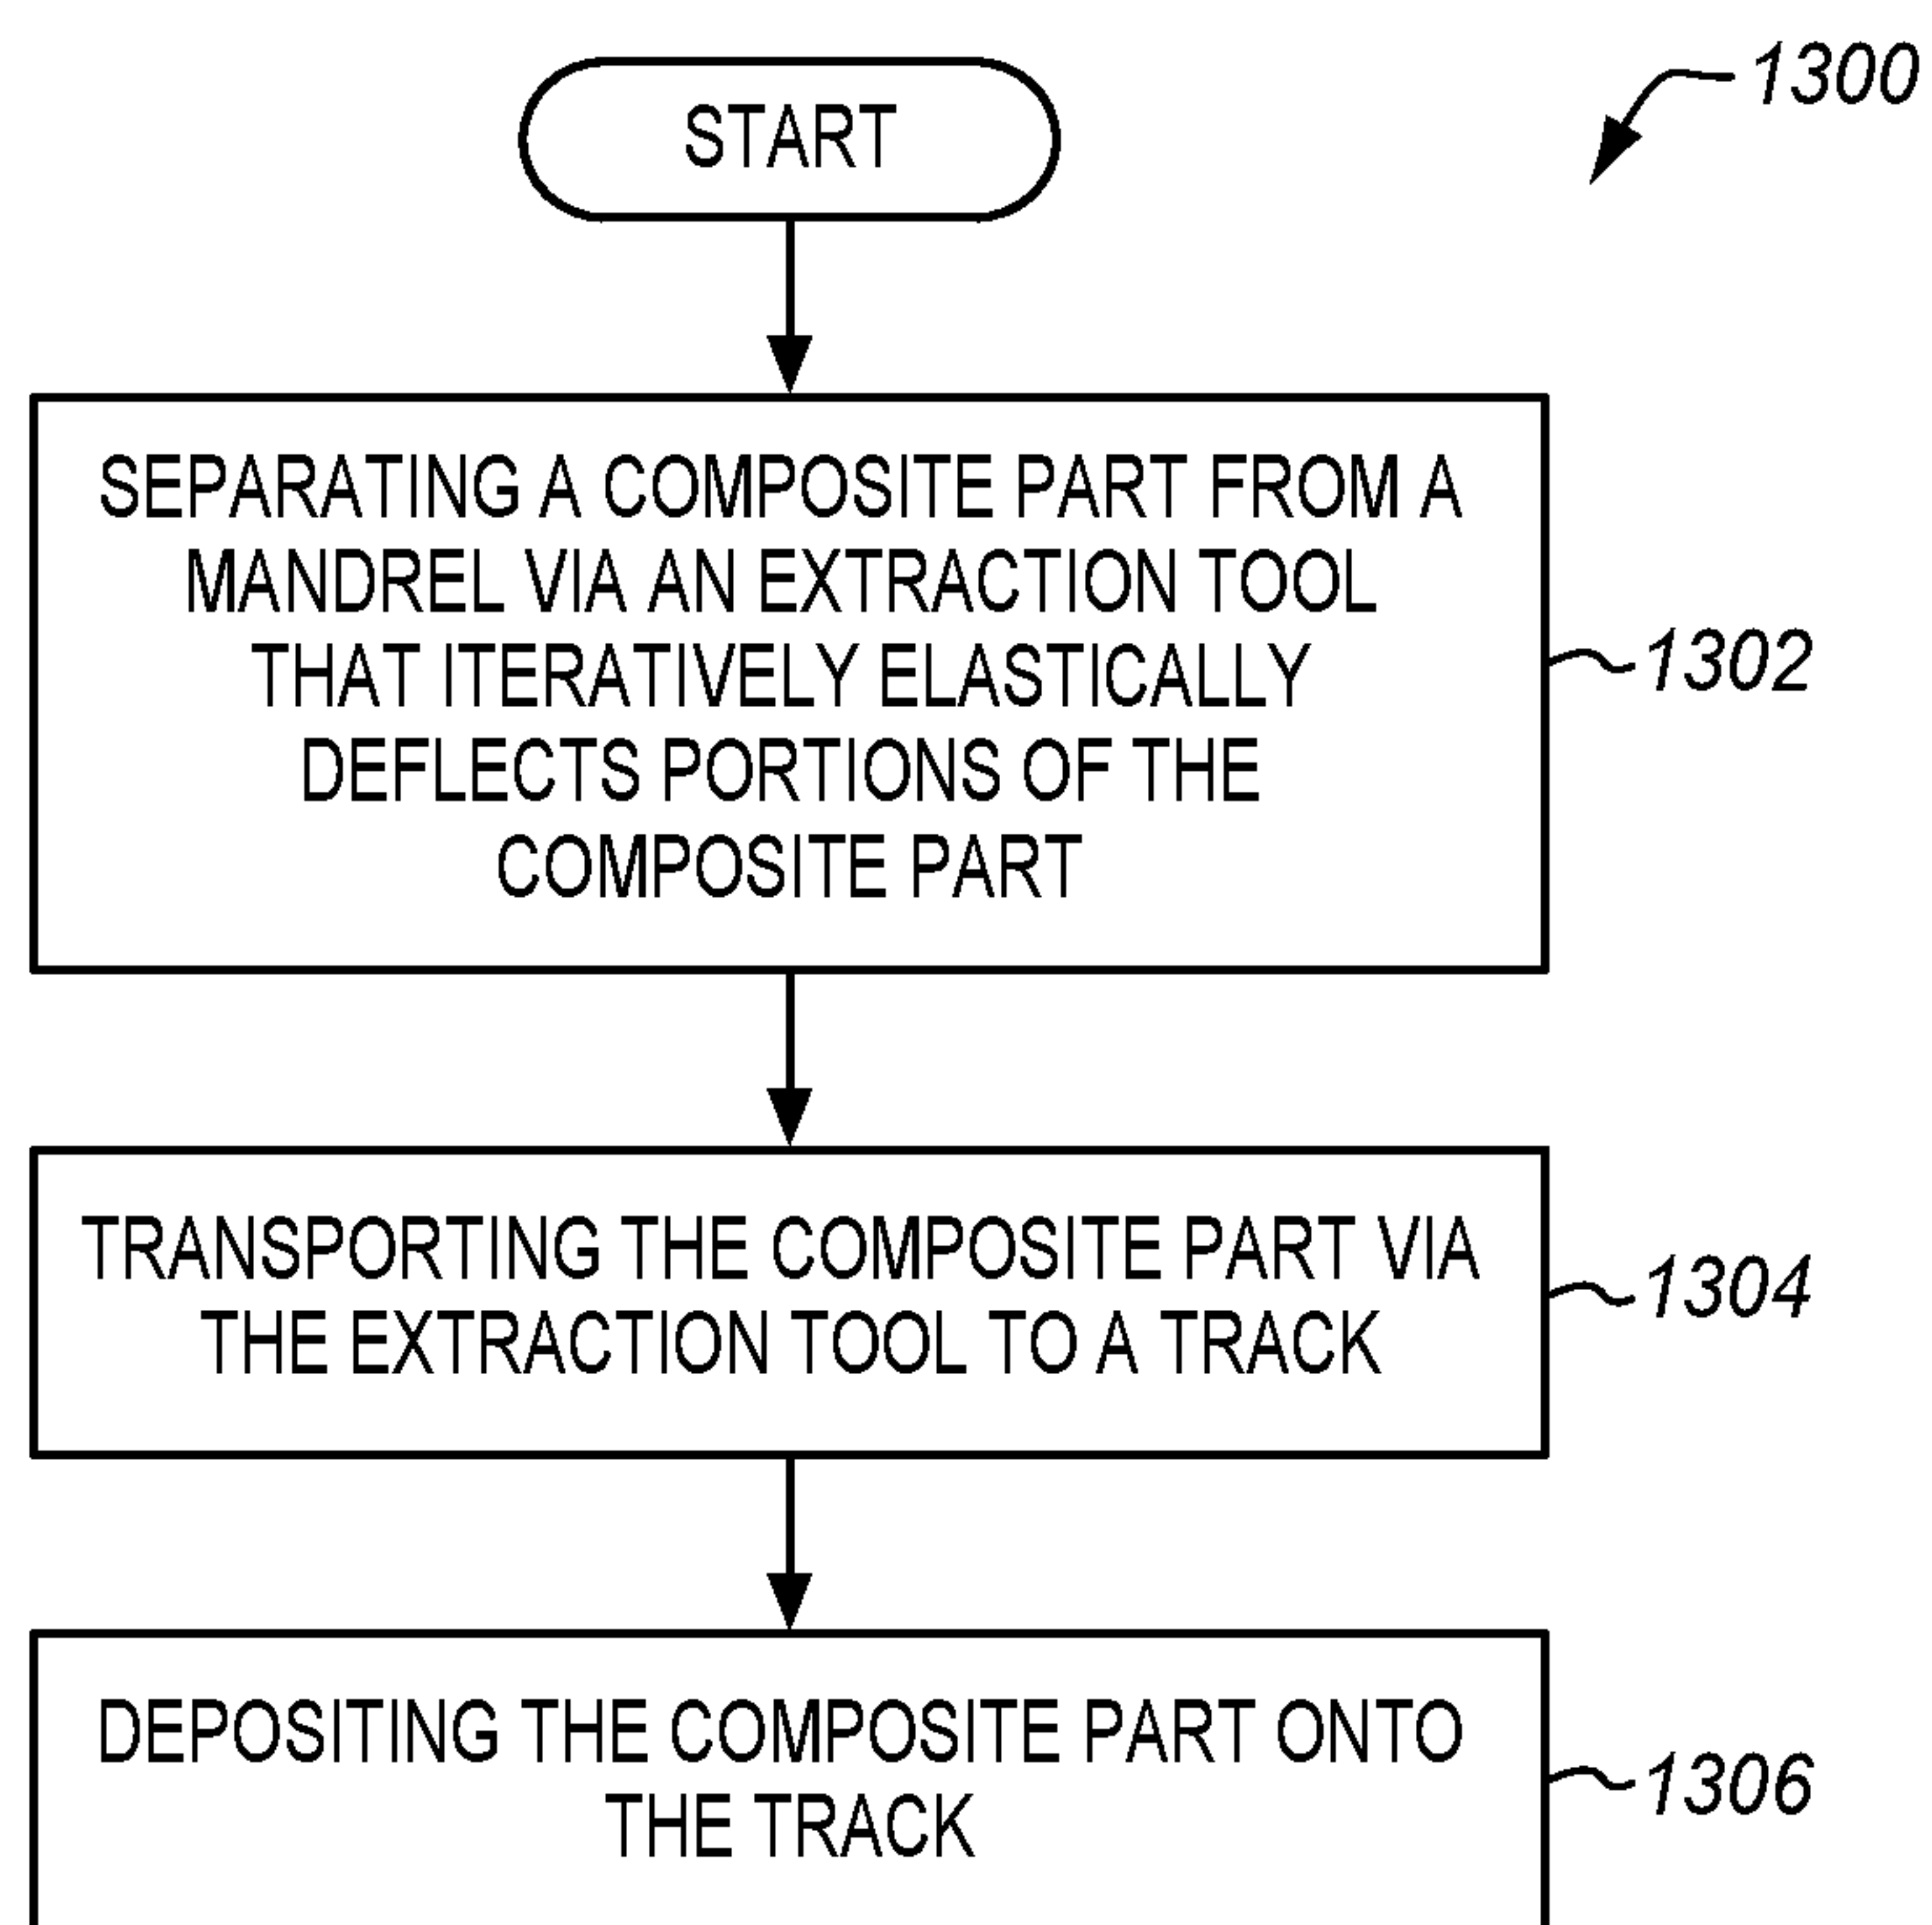 1300
START
SEPARATING A COMPOSITE PART FROM A
MANDREL VIA AN EXTRACTION TOOL
THAT ITERATIVELY ELASTICALLY
DEFLECTS PORTIONS OF THE
COMPOSITE PART
1302
TRANSPORTING THE COMPOSITE PART VIA
THE EXTRACTION TOOL TO A TRACK
1304
DEPOSITING THE COMPOSITE PART ONTO
THE TRACK
1306